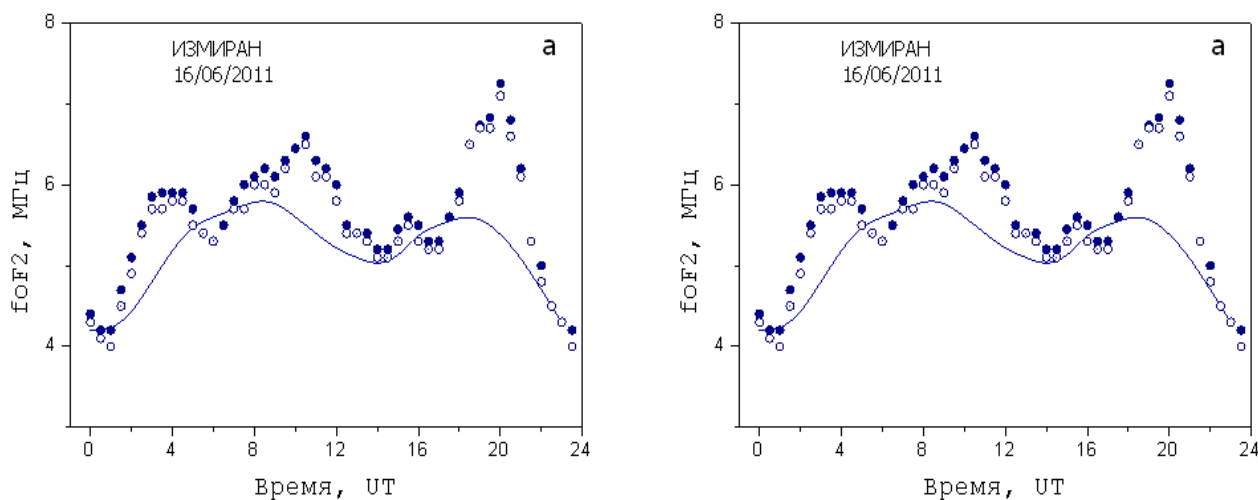 8
ИЗМИРАН
16/06/2011
a
6
4
foF2, МГц
0 4 8 12 16 20 24
Время, UT
8
ИЗМИРАН
16/06/2011
a
6
4
foF2, МГц
0 4 8 12 16 20 24
Время, UT